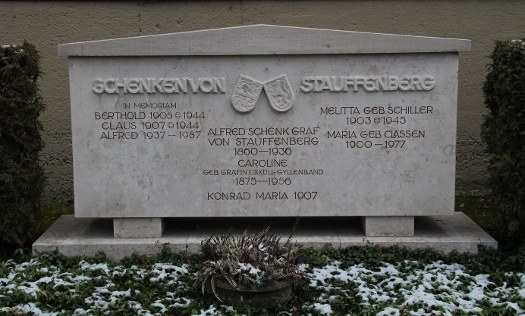 SCHENKEN VON STAUFFENBERG
IN MEMORIAM
BERTHOLD 1905 ✡ 1944
CLAUS 1907 ✡ 1944
ALFRED 1937 – 1987
ALFRED SCHENK GRAF
VON STAUFFENBERG
1860 – 1936
CAROLINE
GEB GRÄFIN ÜXKÜLL-GYLLENBAND
1875 – 1956
KONRAD MARIA 1907
MELITTA GEB SCHILLER
1903 ✡ 1945
MARIA GEB CLASSEN
1900 – 1977